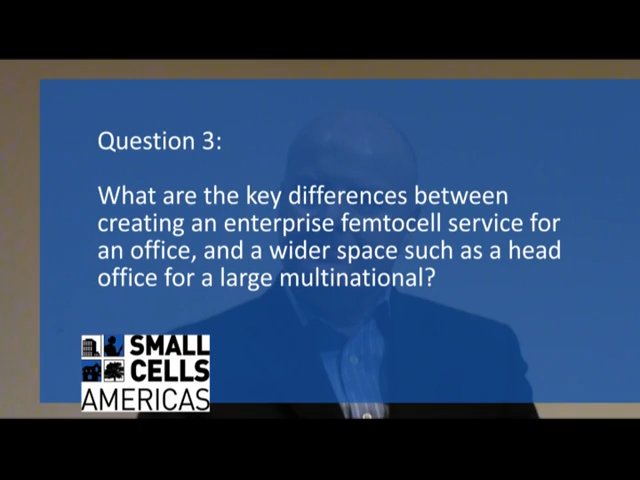 Question 3:
What are the key differences between
creating an enterprise femtocell service for
an office, and a wider space such as a head
office for a large multinational?
SMALL
CELLS
AMERICAS